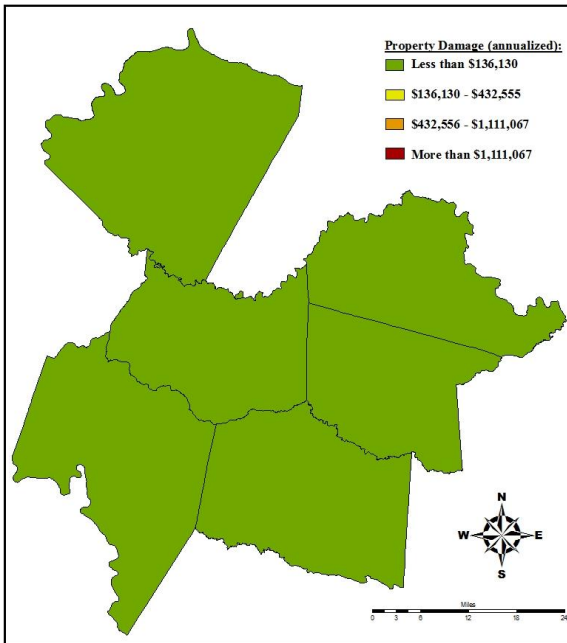 Property Damage (annualized):
Less than $136,130
$136,130 - $432,555
$432,556 - $1,111,067
More than $1,111,067
N
W E
S
Miles
0 3 6 12 18 24